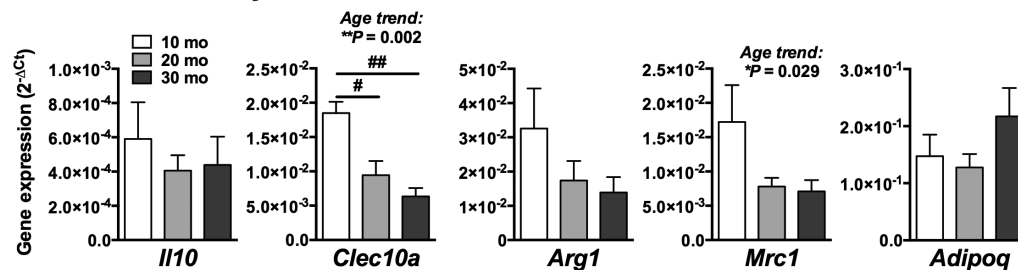 Age trend:
**P = 0.002
Age trend:
*P = 0.029
10 mo
20 mo
30 mo
##
#
Gene expression (2-ΔCt)
1.0×10-3
8.0×10-4
6.0×10-4
4.0×10-4
2.0×10-4
0.0
Il10
2.5×10-2
2.0×10-2
1.5×10-2
1.0×10-2
5.0×10-3
0.0
Clec10a
5×10-2
4×10-2
3×10-2
2×10-2
1×10-2
0
Arg1
2.5×10-2
2.0×10-2
1.5×10-2
1.0×10-2
5.0×10-3
0.0
Mrc1
3.0×10-1
2.0×10-1
1.0×10-1
0.0
Adipoq